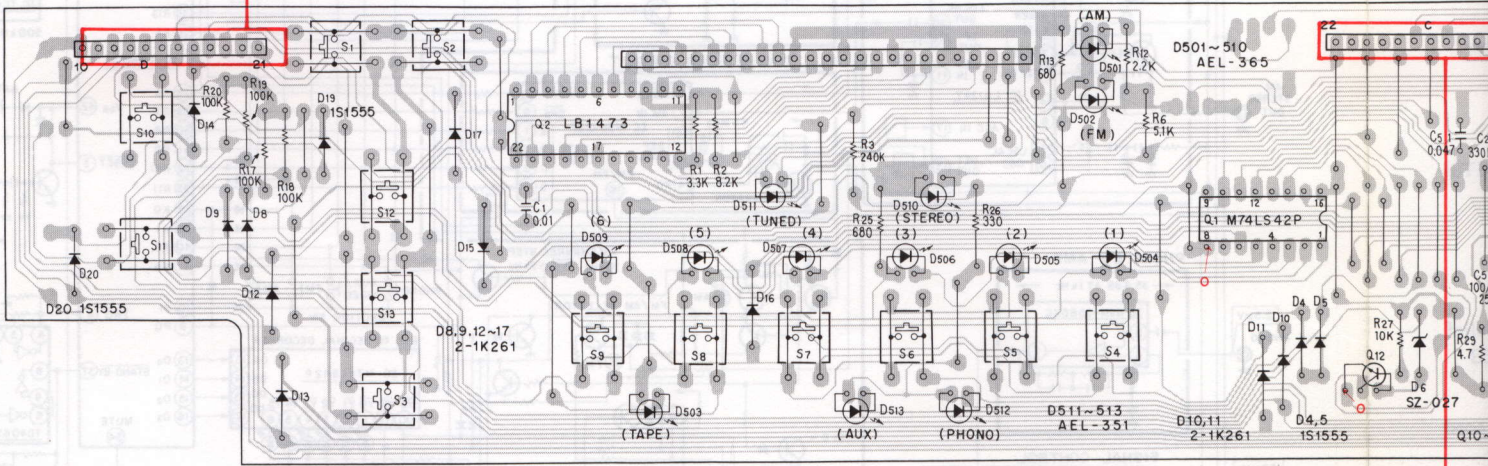 (AM)
22
C
S1
S2
R13
680
D501
R12
2.2K
D501~510
AEL-365
10
D
21
R20
100K
R19
100K
D19
1S1555
1
6
11
D502
(FM)
R6
5.1K
S10
D14
D17
Q2 LB1473
R3
240K
22
17
12
R17
100K
R18
100K
R1
3.3K
R2
8.2K
S12
D511
(TUNED)
D510
(STEREO)
9
12
16
Q1 M74LS42P
8
4
1
D9
D8
C1
0.01
R25
680
R26
330
S11
D15
(6)
D509
(5)
D508
(4)
D507
(3)
D506
(2)
D505
(1)
D504
D20
D12
S13
D16
O
D20 1S1555
D8.9.12~17
2-1K261
S9
S8
S7
S6
S5
S4
D11
D10
D4
D5
R27
10K
R29
4.7
Q12
D13
S3
D6
SZ-027
O
D503
(TAPE)
D513
(AUX)
D512
(PHONO)
D511~513
AEL-351
D10,11
2-1K261
D4,5
1S1555